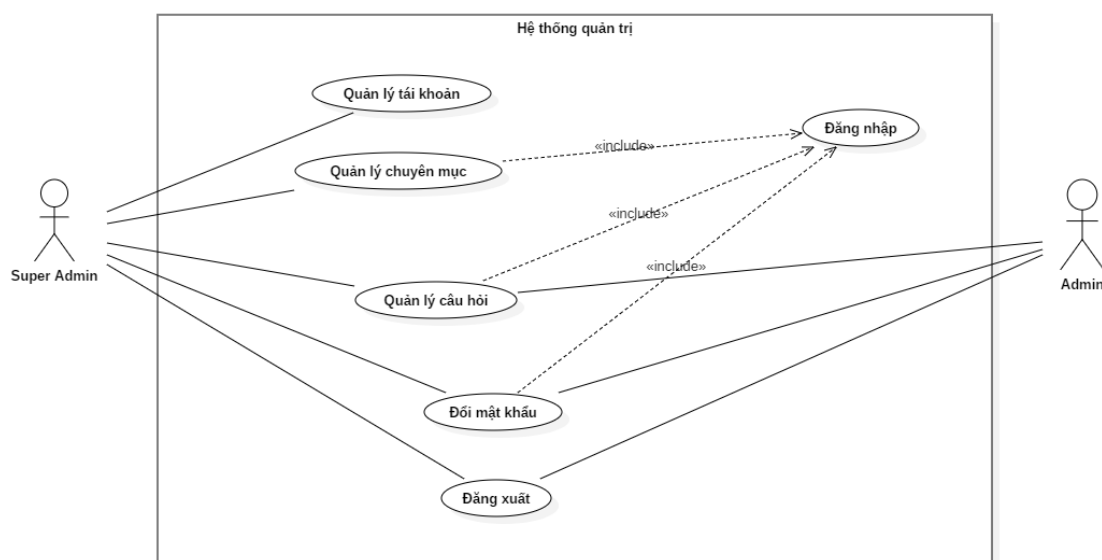 Hệ thống quản trị
Quản lý tái khoản
Đăng nhập
«include»
Quản lý chuyên mục
«include»
Super Admin
«include»
Admin
Quản lý câu hỏi
Đổi mật khẩu
Đăng xuất